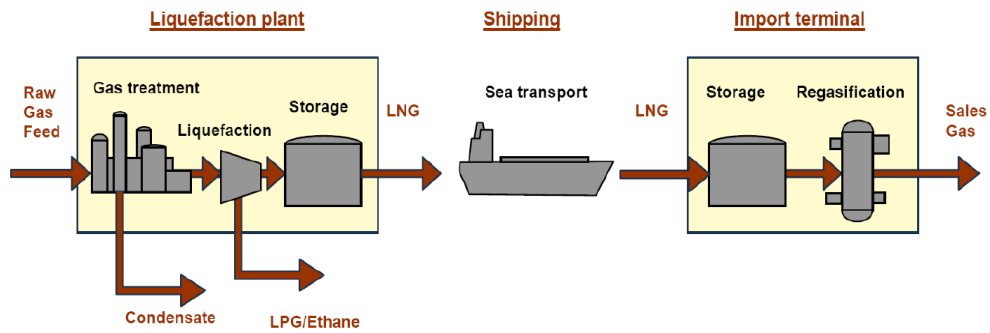 Liquefaction plant
Shipping
Import terminal
Raw
Gas
Feed
Gas treatment
Liquefaction
Storage
LNG
Sea transport
LNG
Storage
Regasification
Sales
Gas
Condensate
LPG/Ethane